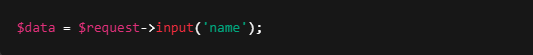 $data = $request->input('name');